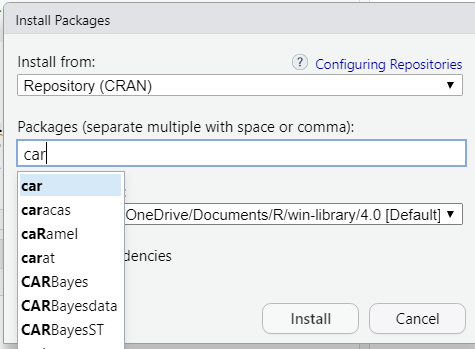 Install Packages
Install from:
? Configuring Repositories
Repository (CRAN)
Packages (separate multiple with space or comma):
car
car
caracas
caRamel
carat
CARBayes
CARBayesdata
CARBayesST
OneDrive/Documents/R/win-library/4.0 [Default]
Install
Cancel